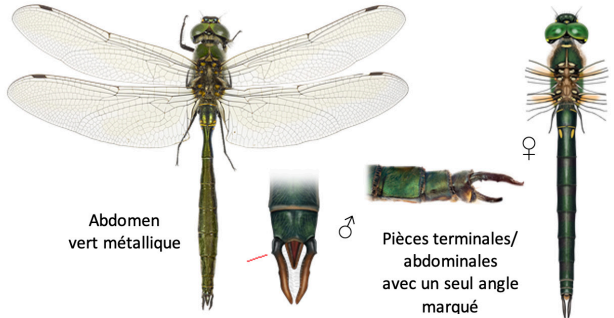 Abdomen
vert métallique
♂
♀
Pièces terminales/
abdominales
avec un seul angle
marqué